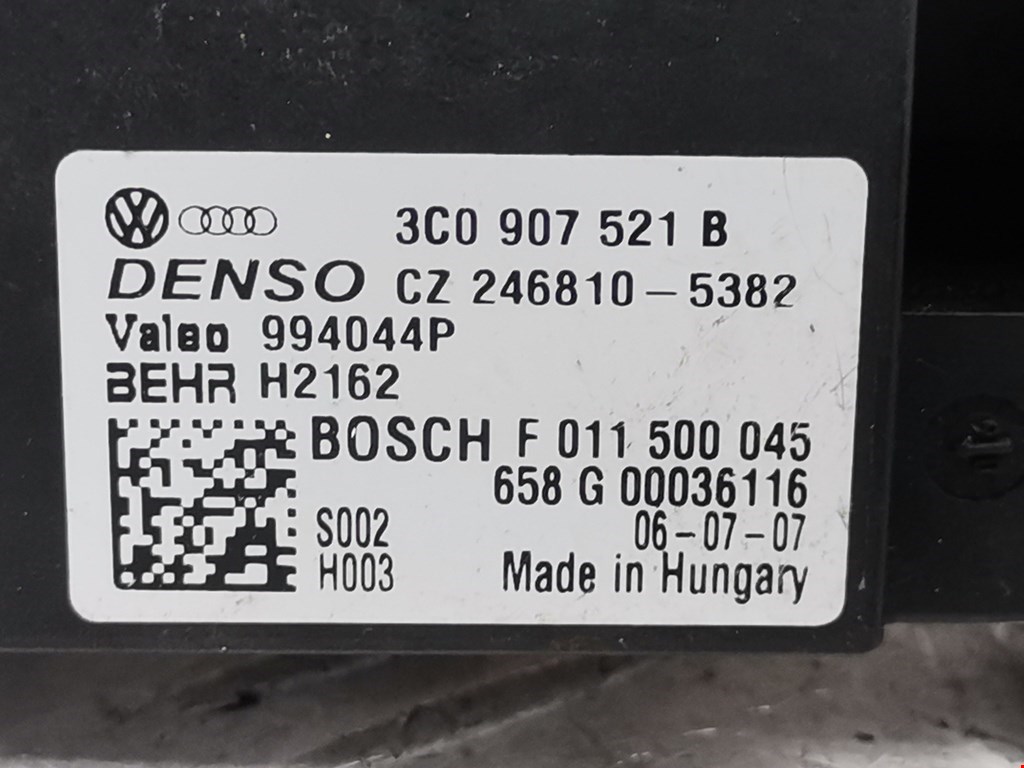 3C0 907 521 B
DENSO CZ 246810-5382
Valeo 994044P
BEHR H2162
BOSCH F 011 500 045
658 G 00036116
S002 06-07-07
H003 Made in Hungary